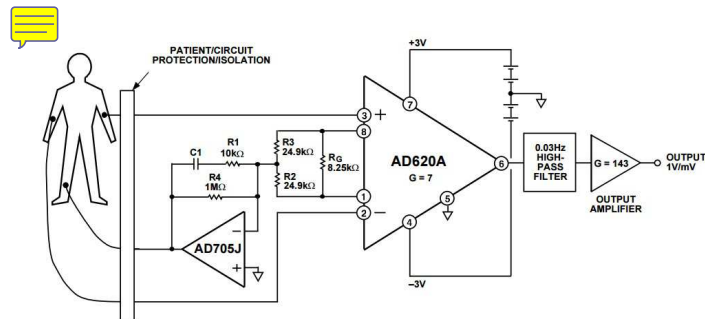 PATIENT/CIRCUIT
PROTECTION/ISOLATION
+3V
C1
R1
10kΩ
R4
1MΩ
R3
24.9kΩ
R2
24.9kΩ
RG
8.25kΩ
3
+
8
1
2
–
7
AD620A
G = 7
6
5
4
–3V
AD705J
–
+
0.03Hz
HIGH-
PASS
FILTER
G = 143
OUTPUT
AMPLIFIER
OUTPUT
1V/mV